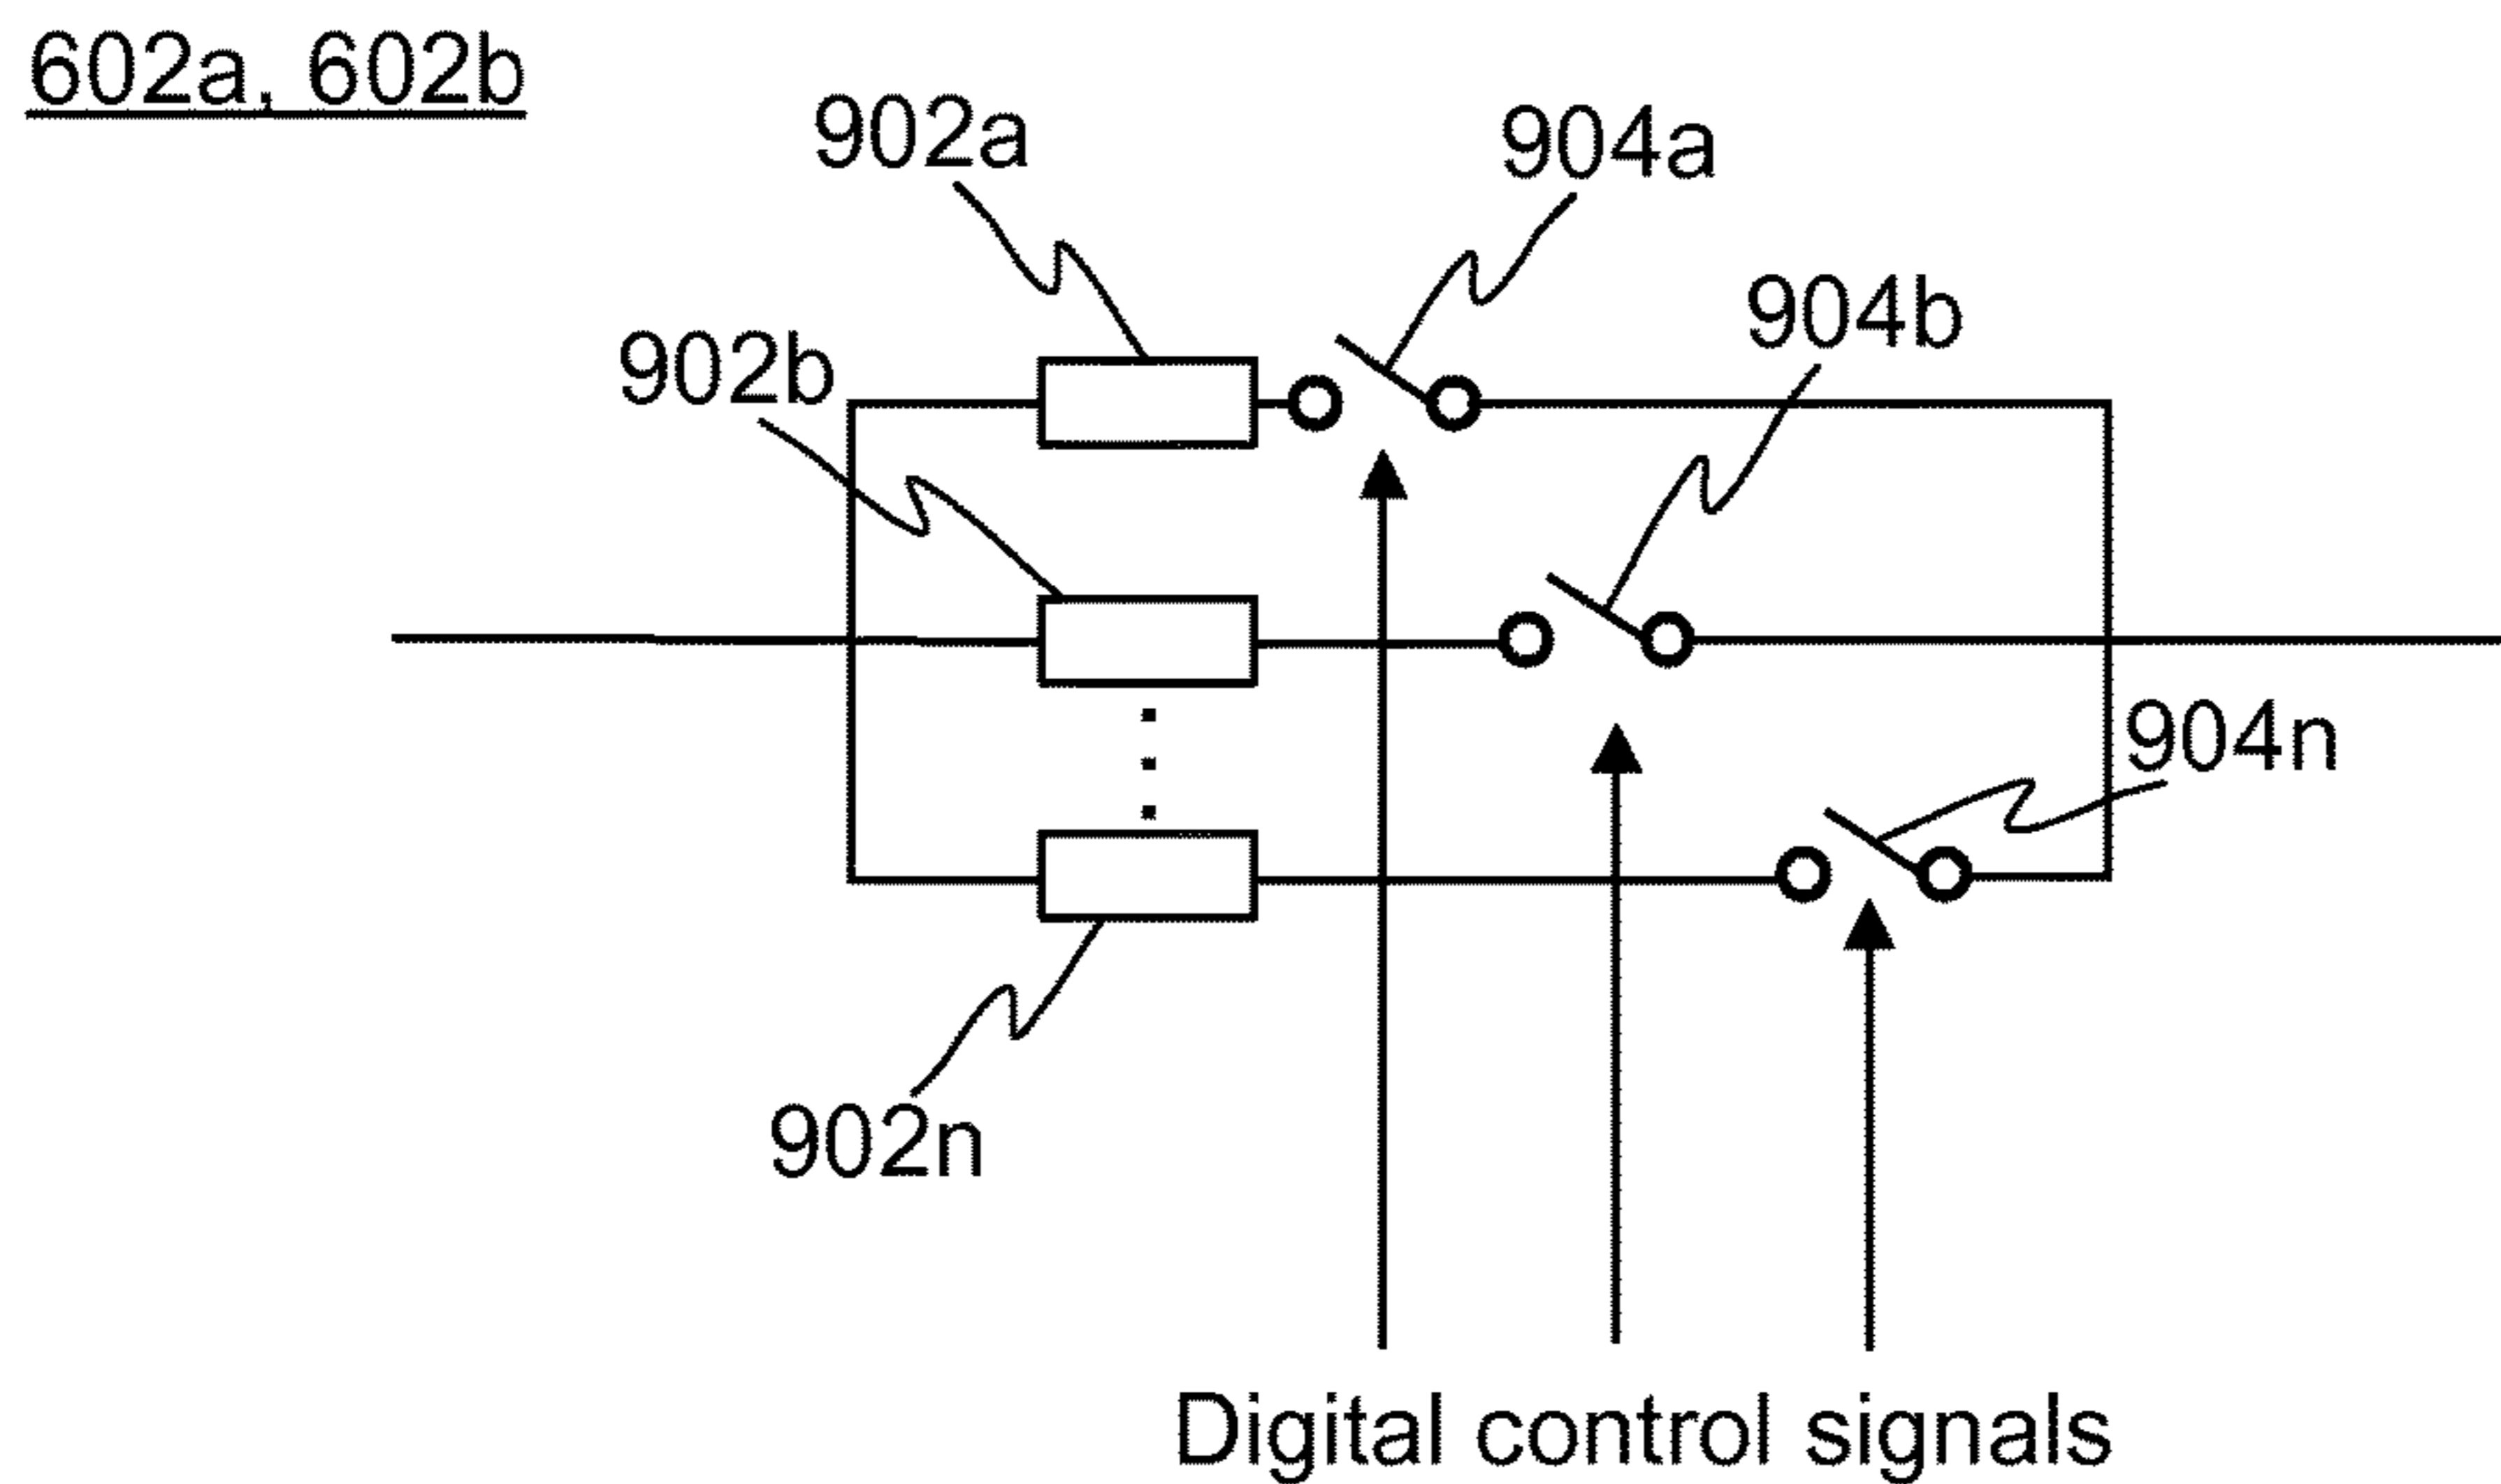 602a, 602b
902a
904a
904b
902b
904n
902n
Digital control signals